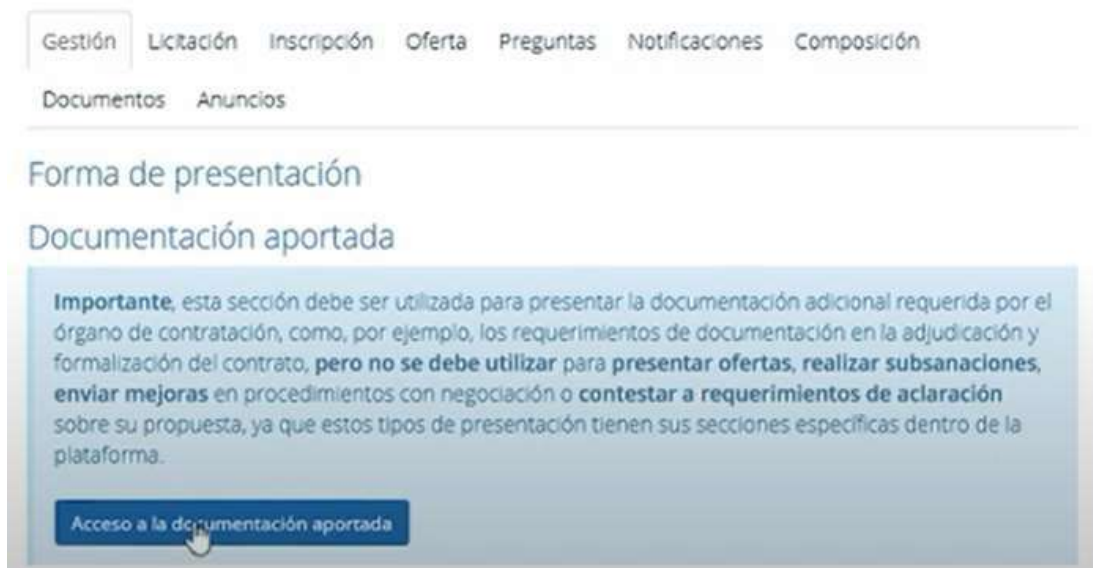 Gestión Licitación Inscripción Oferta Preguntas Notificaciones Composición
Documentos Anuncios
Forma de presentación
Documentación aportada
Importante, esta sección debe ser utilizada para presentar la documentación adicional requerida por el
órgano de contratación, como, por ejemplo, los requerimientos de documentación en la adjudicación y
formalización del contrato, pero no se debe utilizar para presentar ofertas, realizar subsanaciones,
enviar mejoras en procedimientos con negociación o contestar a requerimientos de aclaración
sobre su propuesta, ya que estos tipos de presentación tienen sus secciones específicas dentro de la
plataforma.
Acceso a la documentación aportada